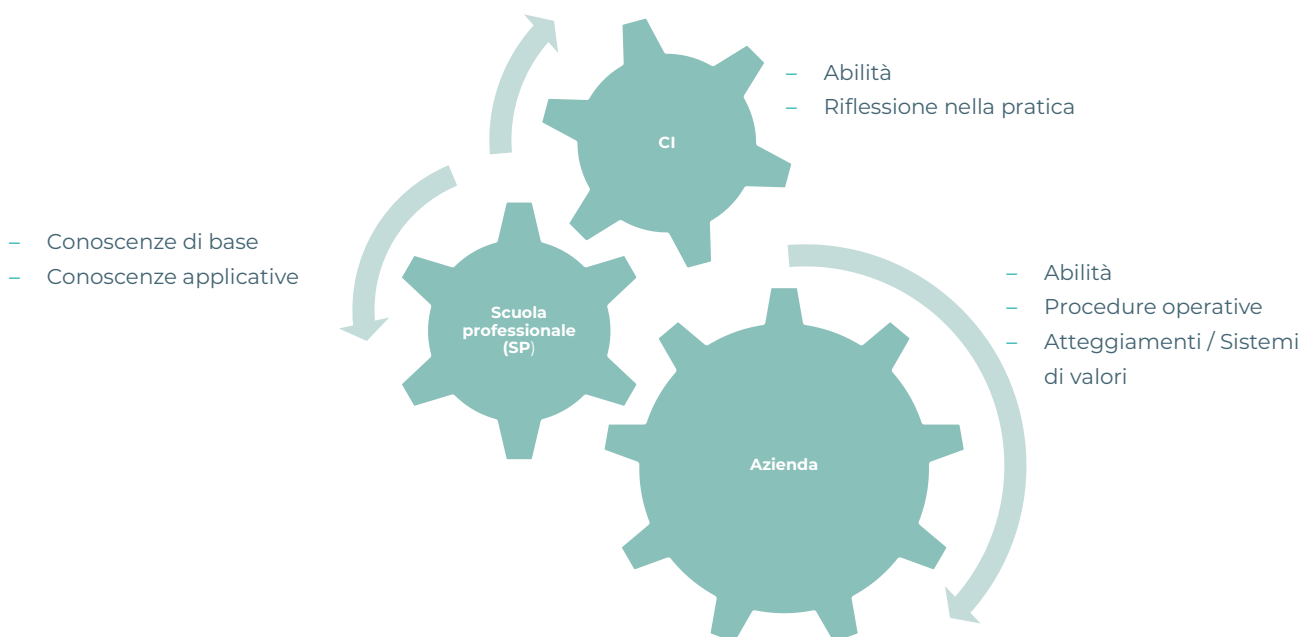 – Abilità
– Riflessione nella pratica
CI
– Conoscenze di base
– Conoscenze applicative
Scuola
professionale
(SP)
– Abilità
– Procedure operative
– Atteggiamenti / Sistemi
di valori
Azienda